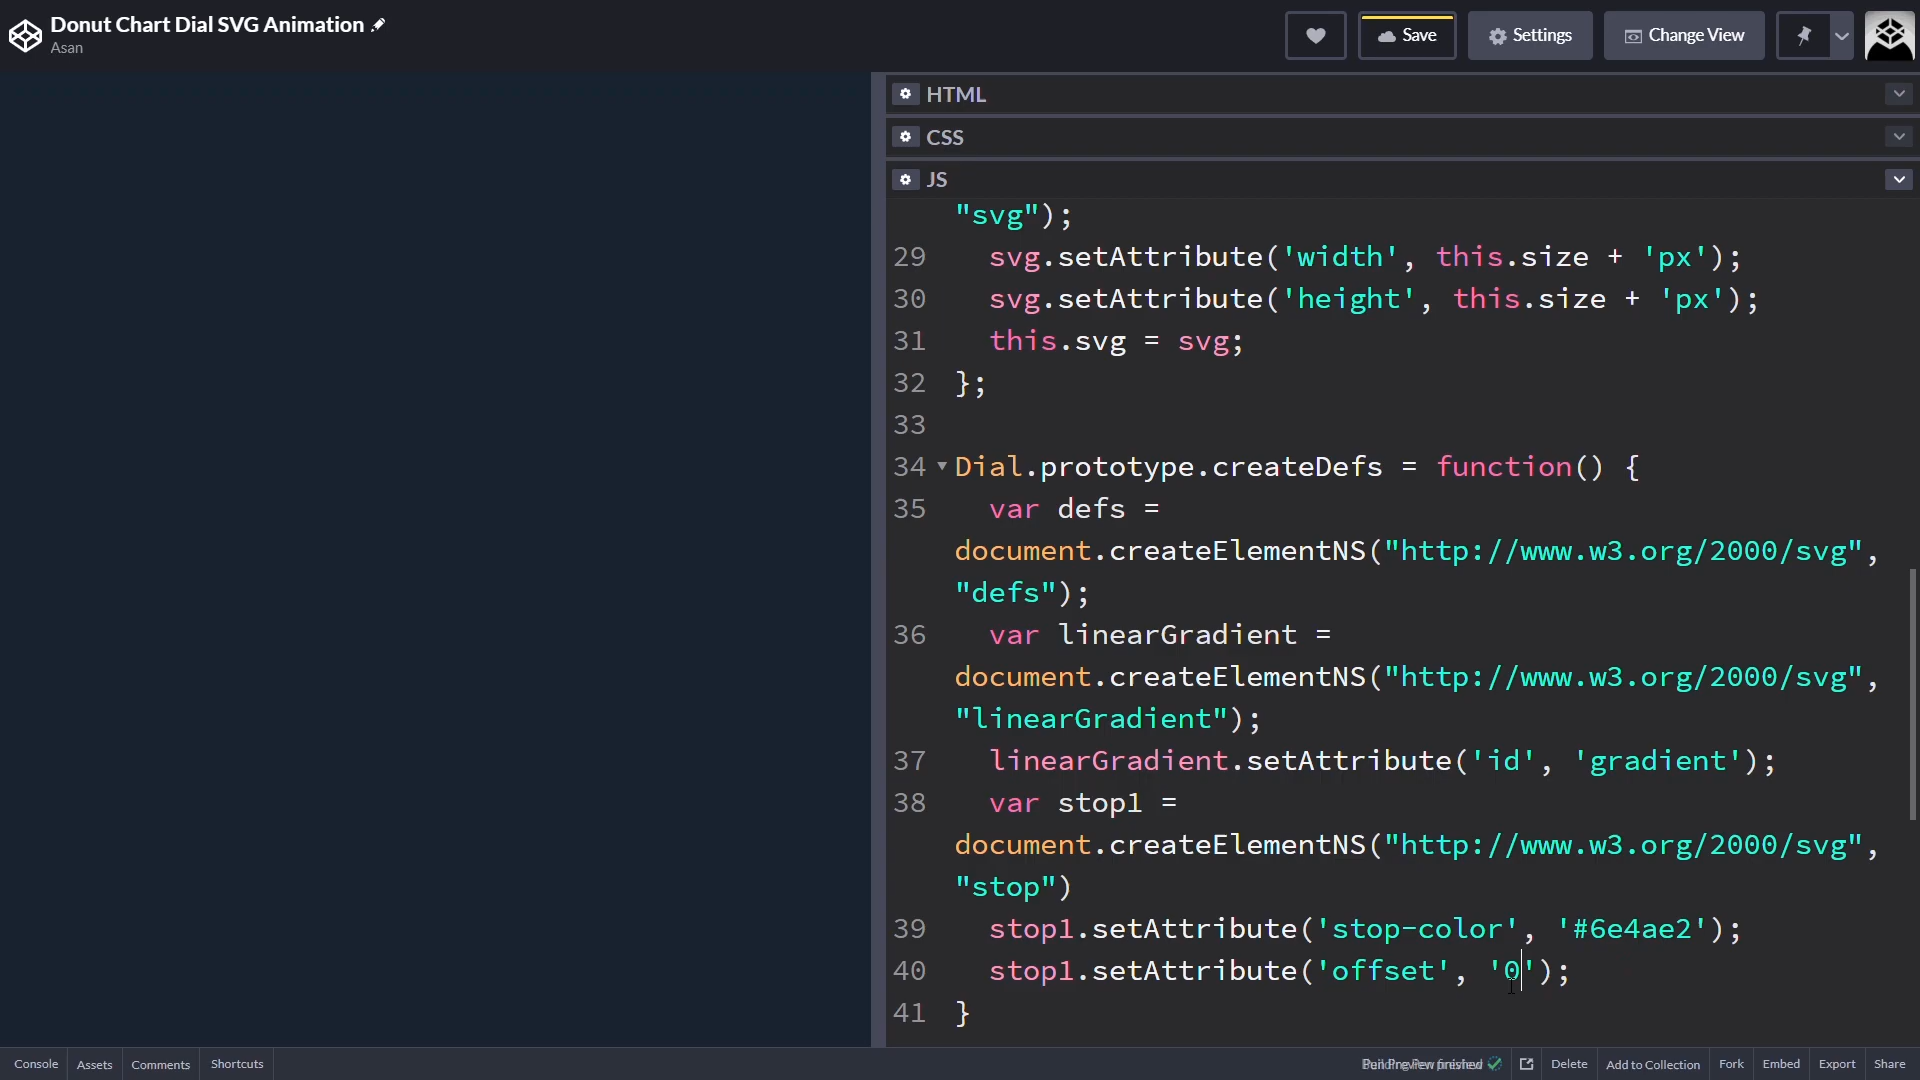 Donut Chart Dial SVG Animation
Asan
Save
Settings
Change View
HTML
CSS
JS
"svg");
29 svg.setAttribute('width', this.size + 'px');
30 svg.setAttribute('height', this.size + 'px');
31 this.svg = svg;
32 };
33
34 Dial.prototype.createDefs = function() {
35 var defs =
document.createElementNS("http://www.w3.org/2000/svg",
"defs");
36 var linearGradient =
document.createElementNS("http://www.w3.org/2000/svg",
"linearGradient");
37 linearGradient.setAttribute('id', 'gradient');
38 var stop1 =
document.createElementNS("http://www.w3.org/2000/svg",
"stop")
39 stop1.setAttribute('stop-color', '#6e4ae2');
40 stop1.setAttribute('offset', '0');
41 }
Console Assets Comments Shortcuts
Delete Add to Collection Fork Embed Export Share